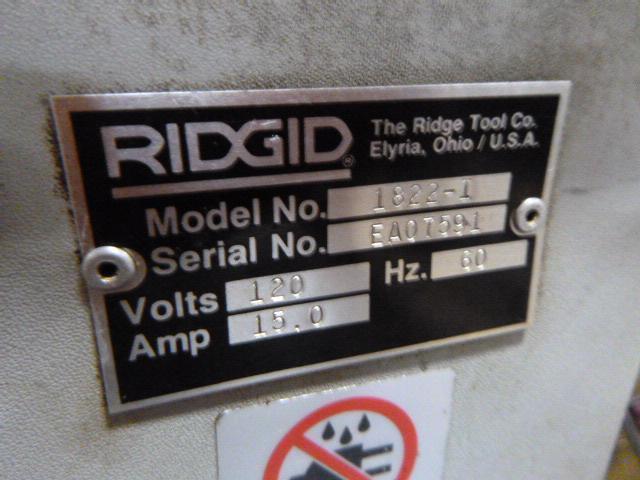 RIDGID®
The Ridge Tool Co.
Elyria, Ohio / U.S.A.
Model No. 1822-I
Serial No. EA07591
Volts 120 Hz. 60
Amp 15.0